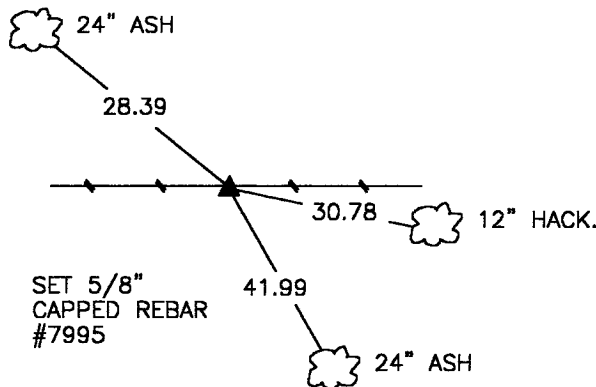 24" ASH
28.39
30.78
12" HACK.
SET 5/8"
CAPPED REBAR
#7995
41.99
24" ASH